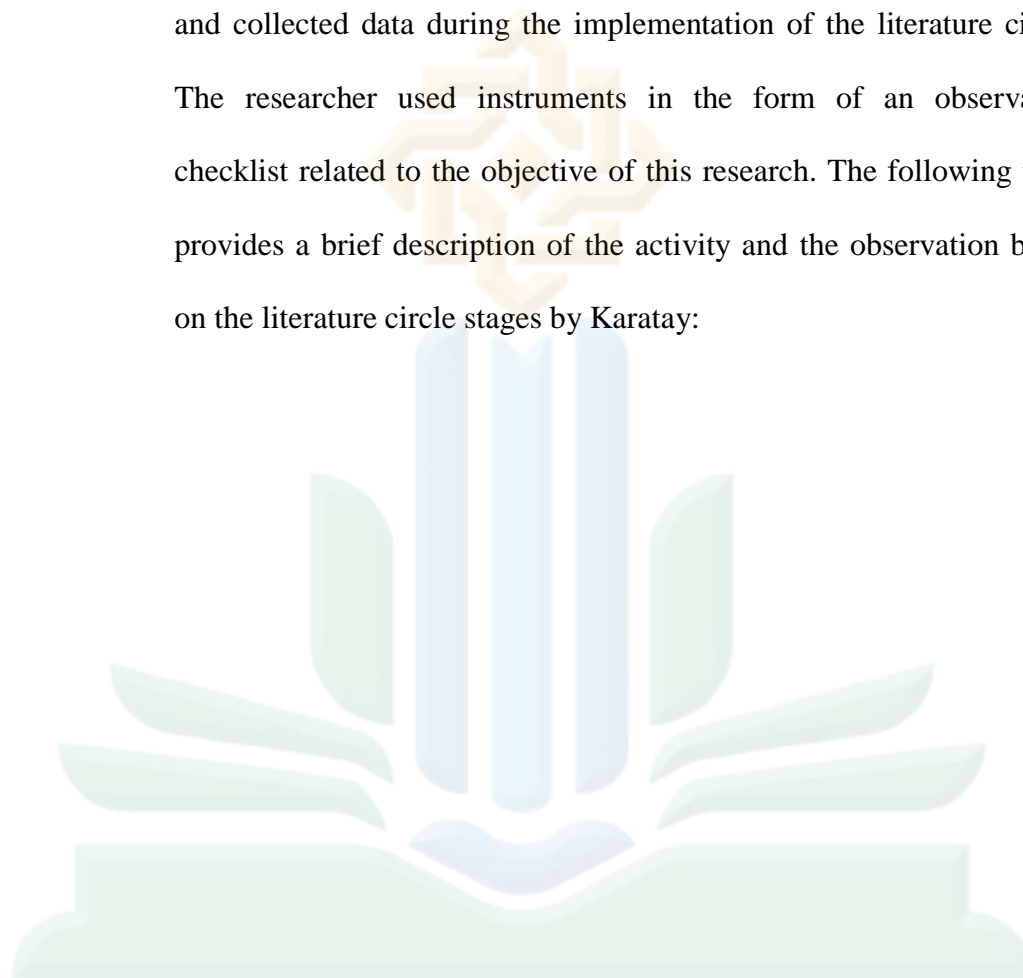 and collected data during the implementation of the literature
The researcher used instruments in the form of an
checklist related to the objective of this research. The following
provides a brief description of the activity and the observation
on the literature circle stages by Karatay: